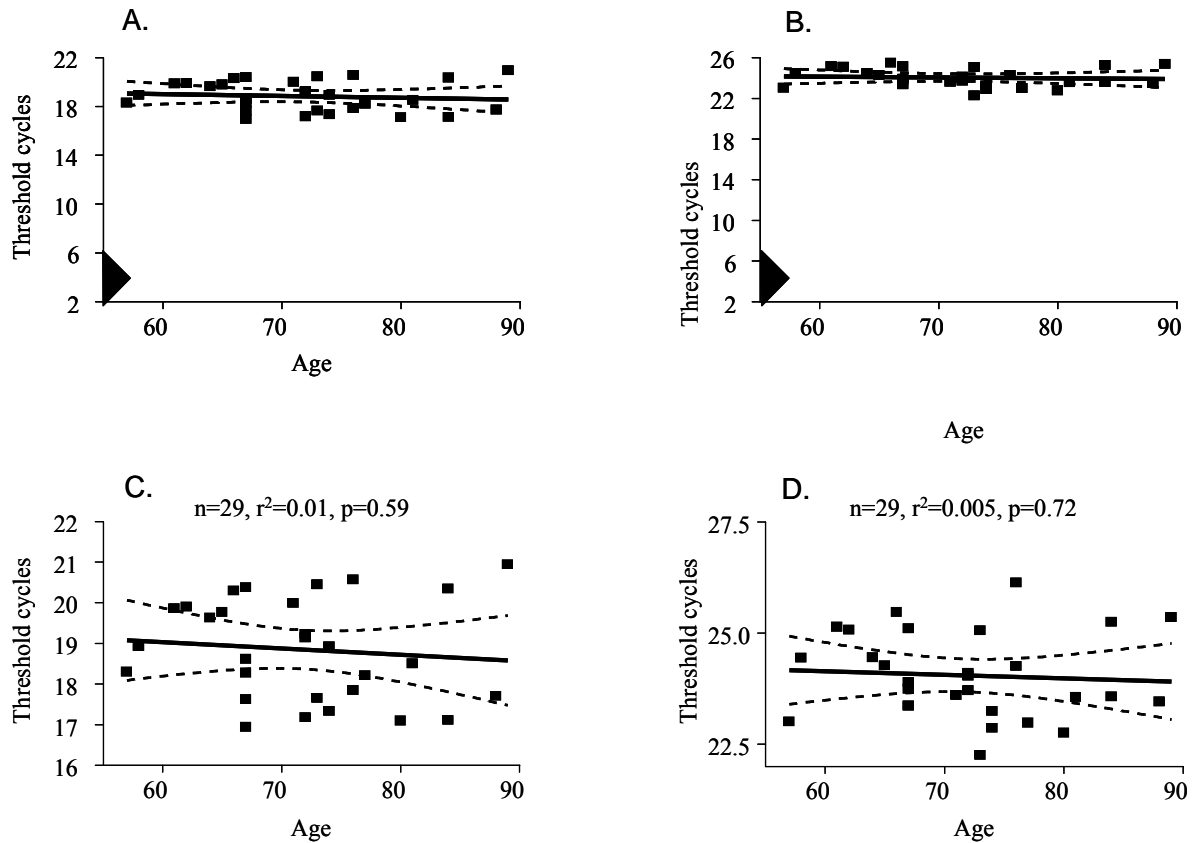 A.
Threshold cycles
22
18
14
10
6
2
60 70 80 90
Age
B.
Threshold cycles
26
22
18
14
10
6
2
60 70 80 90
Age
C.
n=29, r²=0.01, p=0.59
Threshold cycles
22
21
20
19
18
17
16
60 70 80 90
Age
D.
n=29, r²=0.005, p=0.72
Threshold cycles
27.5
25.0
22.5
60 70 80 90
Age